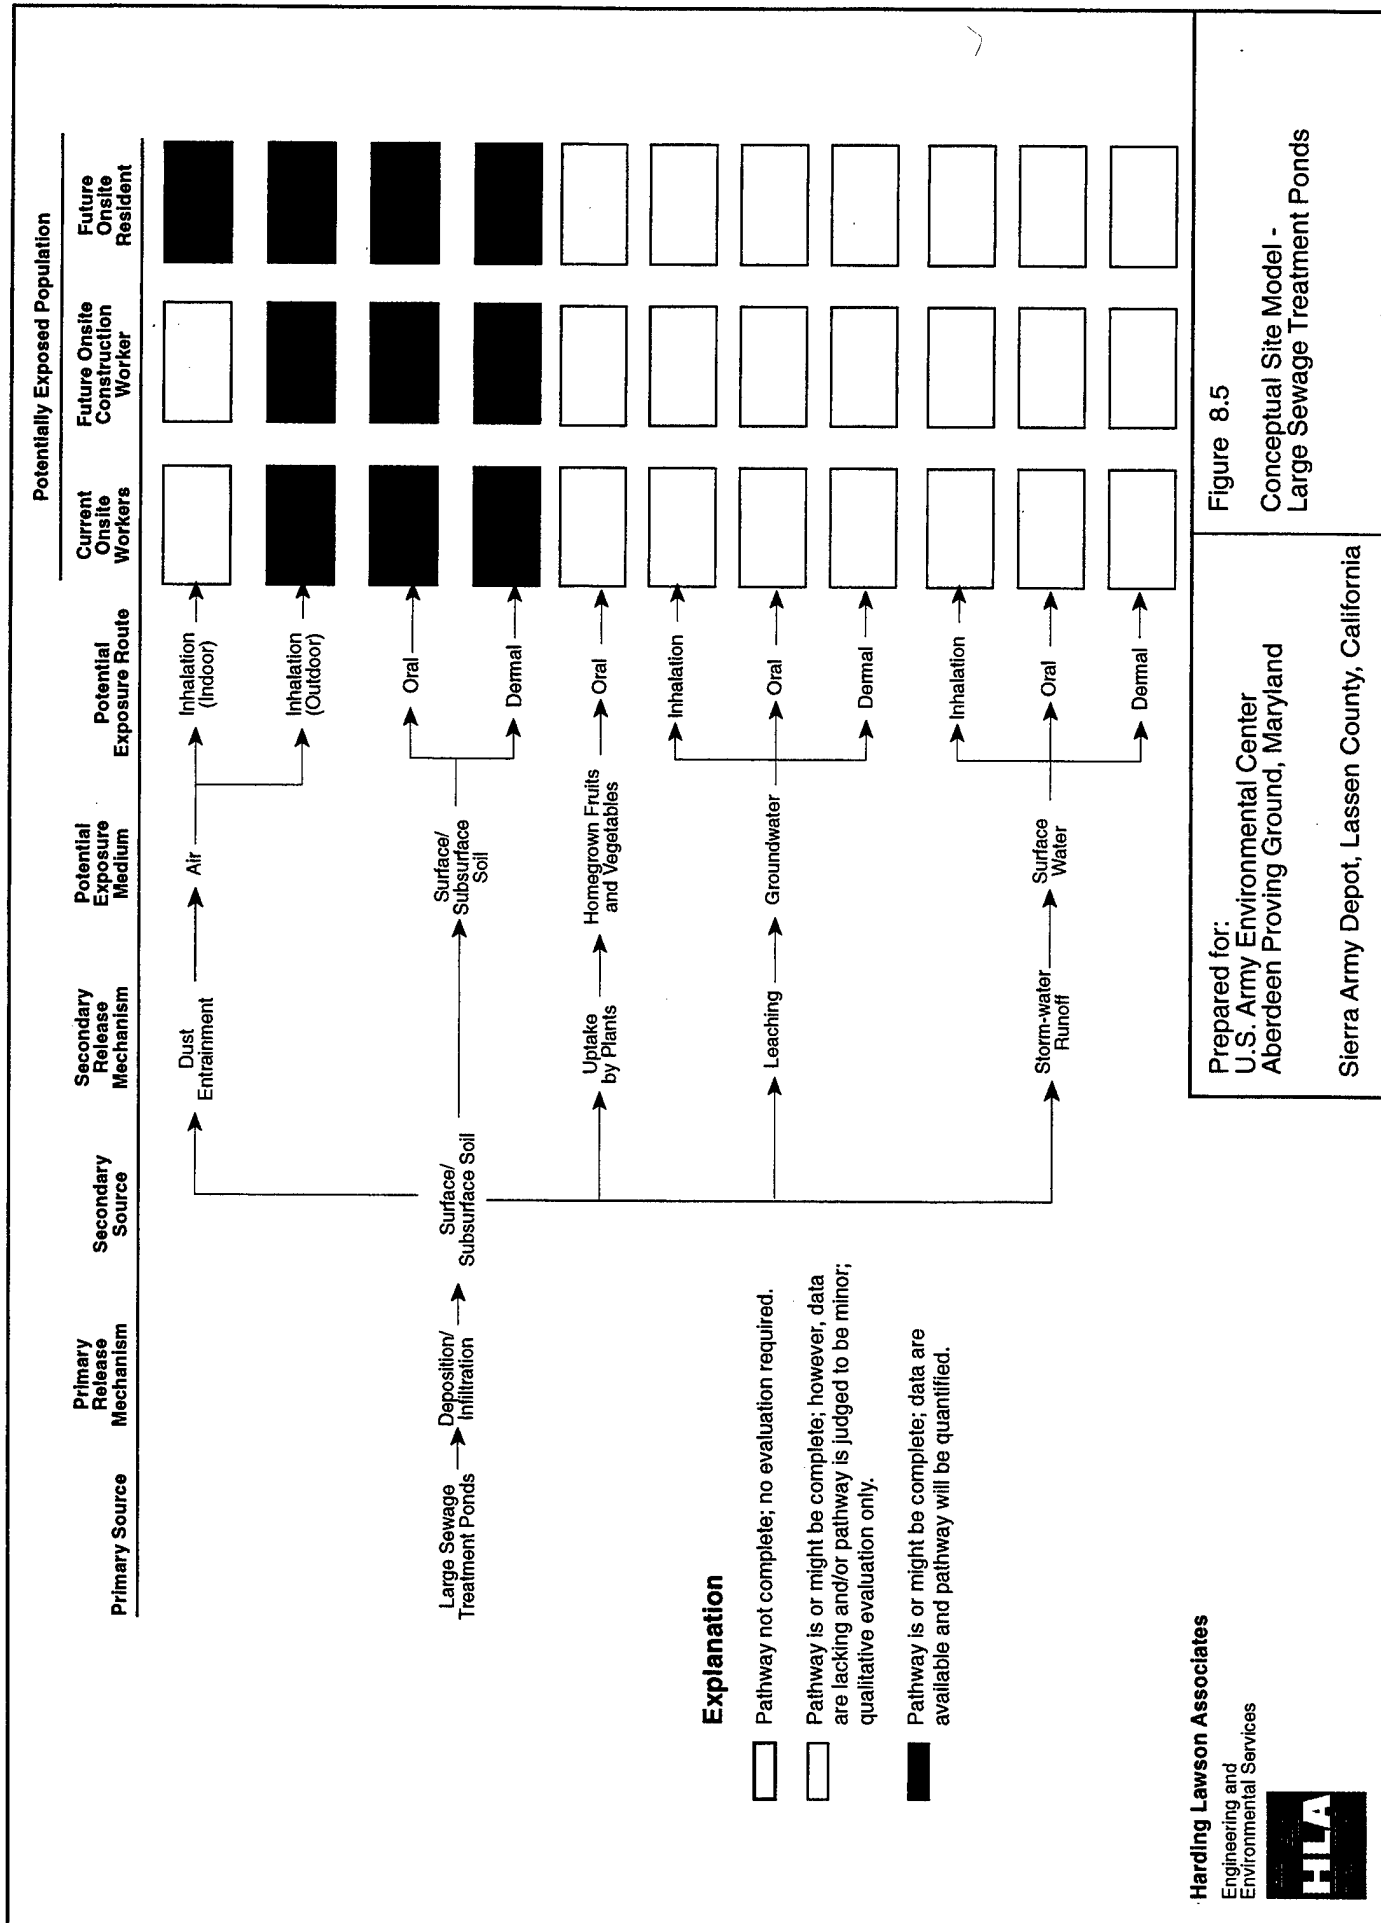 Potentially Exposed Population
Primary Source
Primary
Release
Mechanism
Secondary
Source
Secondary
Release
Mechanism
Potential
Exposure
Medium
Potential
Exposure Route
Current
Onsite
Workers
Future Onsite
Construction
Worker
Future
Onsite
Resident
Dust
Entrainment
Air
Inhalation
(Indoor)
Inhalation
(Outdoor)
Large Sewage
Treatment Ponds
Deposition/
Infiltration
Surface/
Subsurface Soil
Surface/
Subsurface
Soil
Oral
Dermal
Uptake
by Plants
Homegrown Fruits
and Vegetables
Oral
Leaching
Groundwater
Inhalation
Oral
Dermal
Storm-water
Runoff
Surface
Water
Inhalation
Oral
Dermal
Explanation
Pathway not complete; no evaluation required.
Pathway is or might be complete; however, data
are lacking and/or pathway is judged to be minor;
qualitative evaluation only.
Pathway is or might be complete; data are
available and pathway will be quantified.
Harding Lawson Associates
Engineering and
Environmental Services
HLA
Prepared for:
U.S. Army Environmental Center
Aberdeen Proving Ground, Maryland
Sierra Army Depot, Lassen County, California
Figure 8.5
Conceptual Site Model -
Large Sewage Treatment Ponds